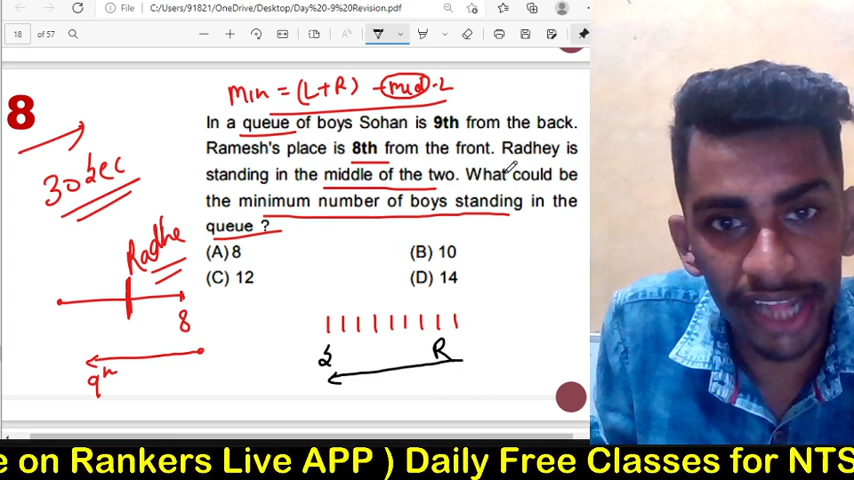 C:/Users/91821/OneDrive/Desktop/Day%20-9%20Revision.pdf
18 of 57
Min = (L+R) - mid - 2
8
In a queue of boys Sohan is 9th from the back.
Ramesh's place is 8th from the front. Radhey is
standing in the middle of the two. What could be
the minimum number of boys standing in the
queue ?
(A) 8
(B) 10
(C) 12
(D) 14
30 Sec
Radhe
8
9th
R
e on Rankers Live APP ) Daily Free Classes for NTS